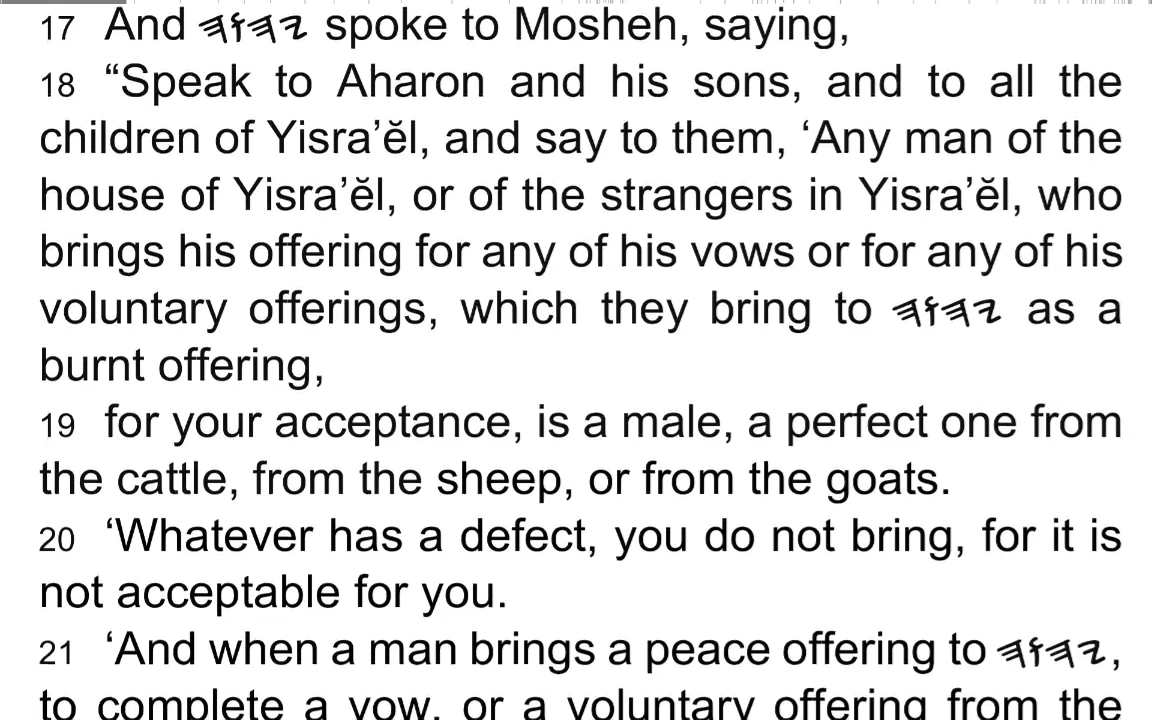 17 And 𐤉𐤄𐤅𐤄 spoke to Mosheh, saying,
18 “Speak to Aharon and his sons, and to all the
children of Yisra’ĕl, and say to them, ‘Any man of the
house of Yisra’ĕl, or of the strangers in Yisra’ĕl, who
brings his offering for any of his vows or for any of his
voluntary offerings, which they bring to 𐤉𐤄𐤅𐤄 as a
burnt offering,
19 for your acceptance, is a male, a perfect one from
the cattle, from the sheep, or from the goats.
20 ‘Whatever has a defect, you do not bring, for it is
not acceptable for you.
21 ‘And when a man brings a peace offering to 𐤉𐤄𐤅𐤄,
to complete a vow, or a voluntary offering from the